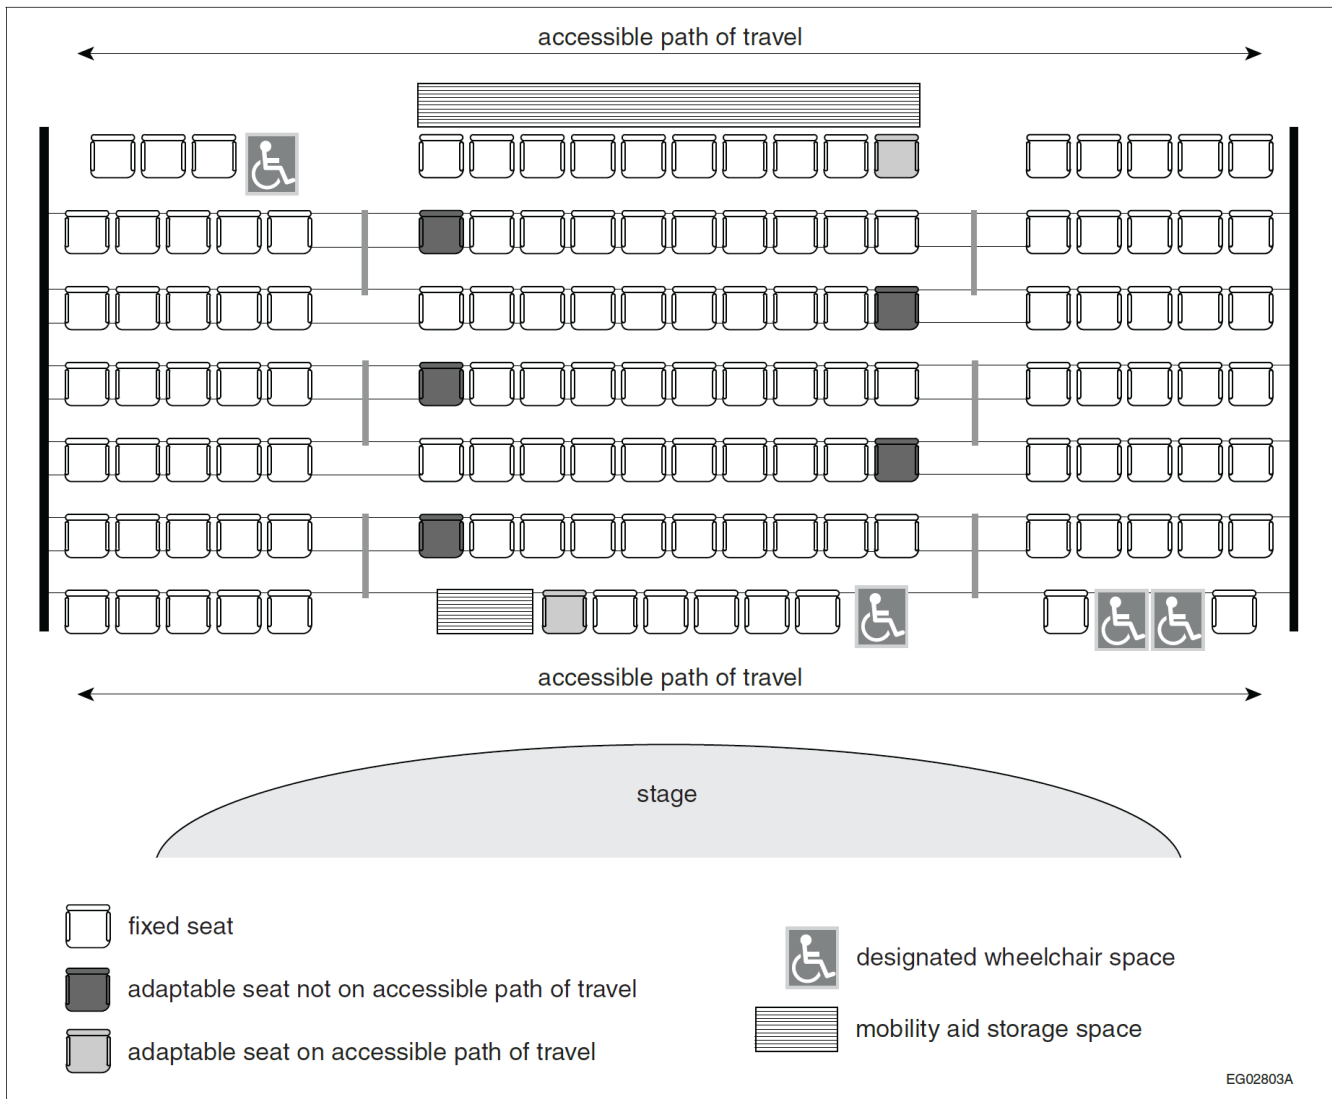 accessible path of travel
accessible path of travel
stage
fixed seat
adaptable seat not on accessible path of travel
adaptable seat on accessible path of travel
designated wheelchair space
mobility aid storage space
EG02803A